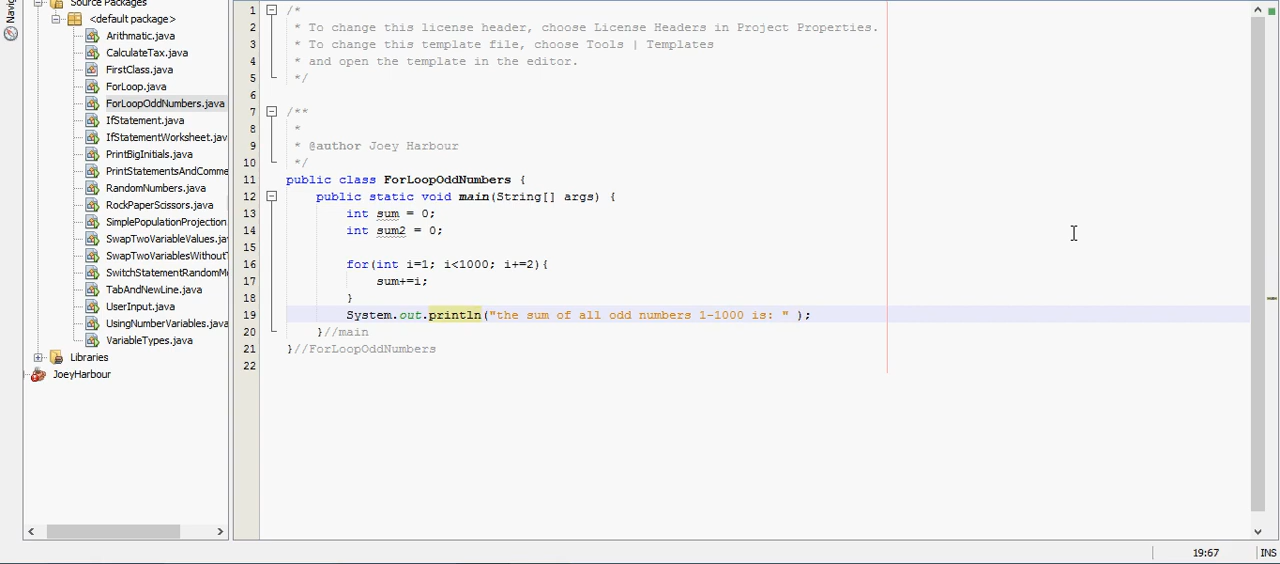 Navig
Source Packages
<default package>
Arithmatic.java
CalculateTax.java
FirstClass.java
ForLoop.java
ForLoopOddNumbers.java
IfStatement.java
IfStatementWorksheet.jav
PrintBigInitials.java
PrintStatementsAndComme
RandomNumbers.java
RockPaperScissors.java
SimplePopulationProjection
SwapTwoVariableValues.jav
SwapTwoVariablesWithoutT
SwitchStatementRandomM
TabAndNewLine.java
UserInput.java
UsingNumberVariables.java
VariableTypes.java
Libraries
JoeyHarbour
1 /*
2 * To change this license header, choose License Headers in Project Properties.
3 * To change this template file, choose Tools | Templates
4 * and open the template in the editor.
5 */
6
7 /**
8 *
9 * @author Joey Harbour
10 */
11 public class ForLoopOddNumbers {
12 public static void main(String[] args) {
13 int sum = 0;
14 int sum2 = 0;
15
16 for(int i=1; i<1000; i+=2){
17 sum+=i;
18 }
19 System.out.println("the sum of all odd numbers 1-1000 is: " );
20 }//main
21 }//ForLoopOddNumbers
22
19:67 INS